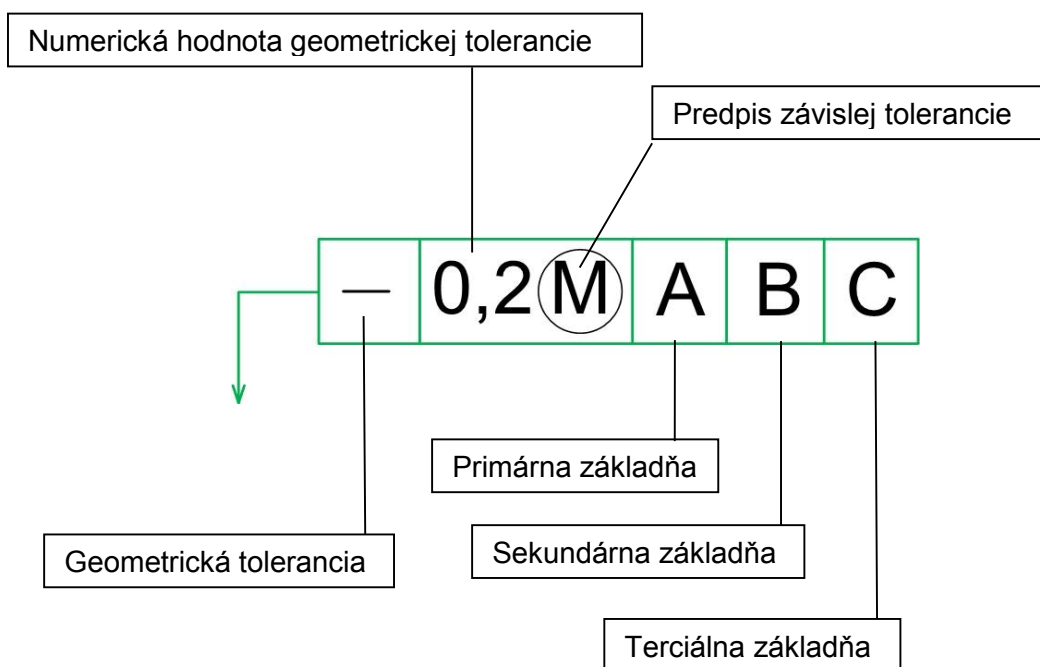 Numerická hodnota geometrickej tolerancie
Predpis závislej tolerancie
— 0,2 Ⓜ A B C
Primárna základňa
Sekundárna základňa
Geometrická tolerancia
Terciálna základňa